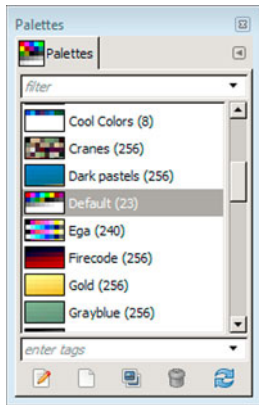 Palettes
Palettes
filter
Cool Colors (8)
Cranes (256)
Dark pastels (256)
Default (23)
Ega (240)
Firecode (256)
Gold (256)
Grayblue (256)
enter tags